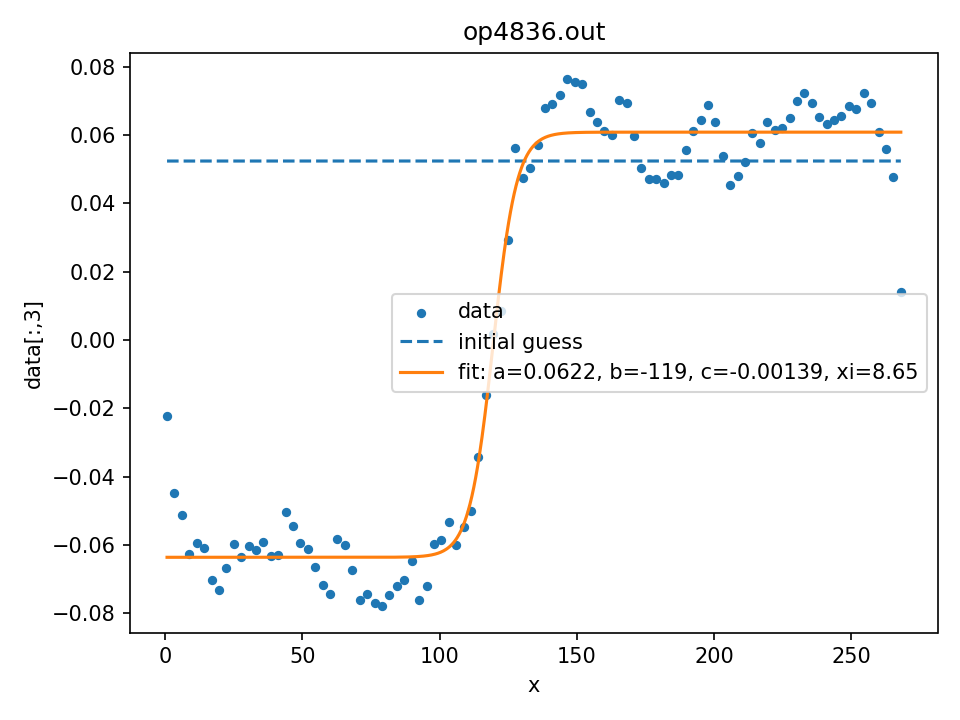 op4836.out
0.08
0.06
0.04
0.02
0.00
−0.02
−0.04
−0.06
−0.08
data[:,3]
data
initial guess
fit: a=0.0622, b=-119, c=-0.00139, xi=8.65
0 50 100 150 200 250
x